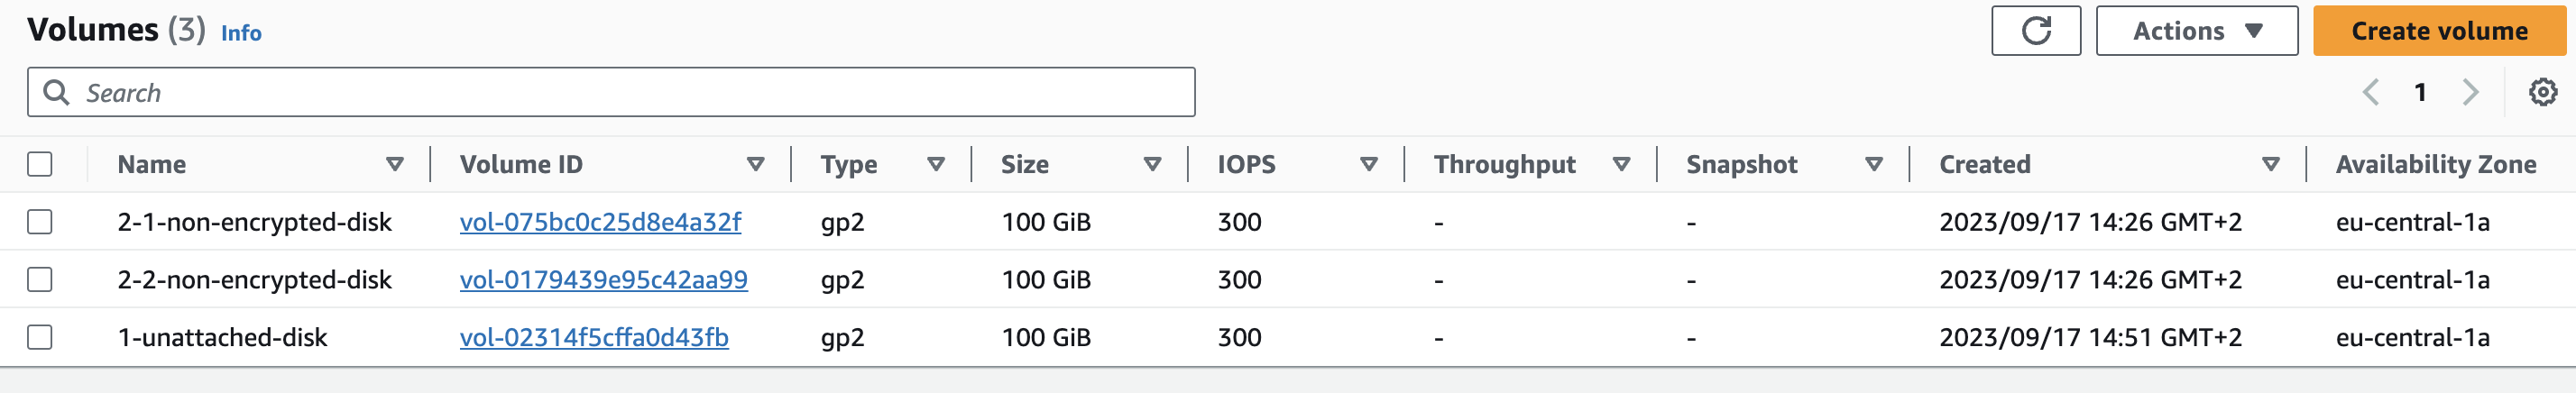 Volumes (3) Info
Actions Create volume
Search
1
Name Volume ID Type Size IOPS Throughput Snapshot Created Availability Zone
2-1-non-encrypted-disk vol-075bc0c25d8e4a32f gp2 100 GiB 300 - - 2023/09/17 14:26 GMT+2 eu-central-1a
2-2-non-encrypted-disk vol-0179439e95c42aa99 gp2 100 GiB 300 - - 2023/09/17 14:26 GMT+2 eu-central-1a
1-unattached-disk vol-02314f5cffa0d43fb gp2 100 GiB 300 - - 2023/09/17 14:51 GMT+2 eu-central-1a